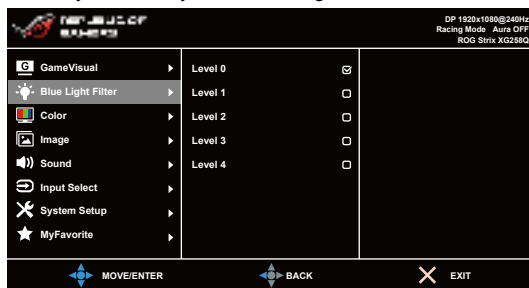 DP 1920x1080@240Hz
Racing Mode Aura OFF
ROG Strix XG258Q
G GameVisual
Blue Light Filter
Color
Image
Sound
Input Select
System Setup
MyFavorite
Level 0
Level 1
Level 2
Level 3
Level 4
MOVE/ENTER
BACK
EXIT